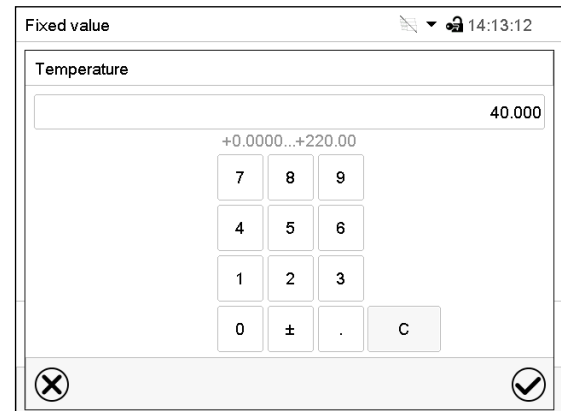 Fixed value 14:13:12
Temperature
40.000
+0.0000...+220.00
7 8 9
4 5 6
1 2 3
0 ± . C